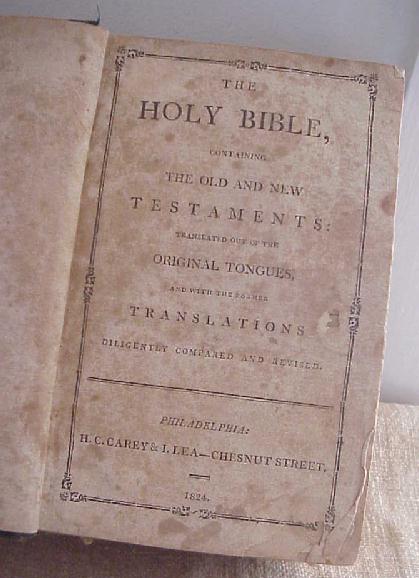 THE
HOLY BIBLE,
CONTAINING
THE OLD AND NEW
TESTAMENTS:
TRANSLATED OUT OF THE
ORIGINAL TONGUES,
AND WITH THE FORMER
TRANSLATIONS
DILIGENTLY COMPARED AND REVISED.
PHILADELPHIA:
H. C. CAREY & I. LEA—CHESNUT STREET.
1824.